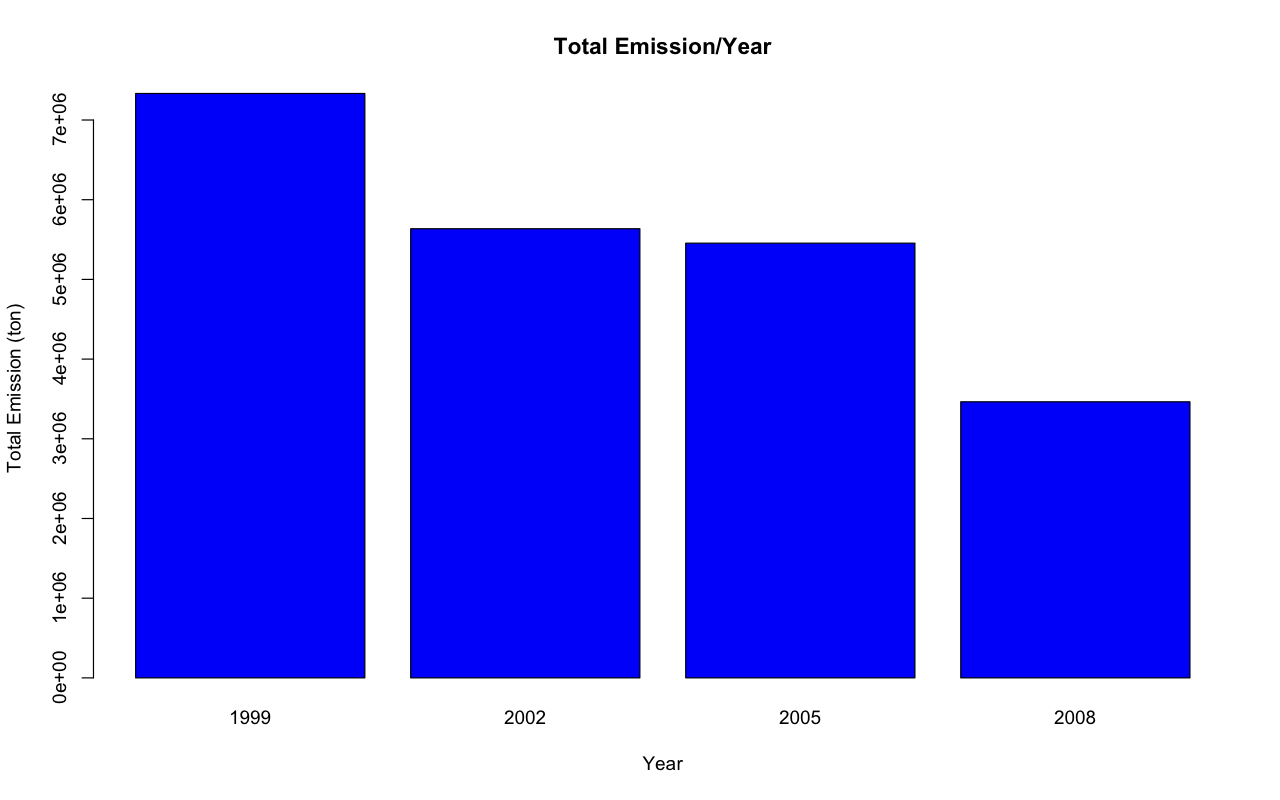 Total Emission/Year
Total Emission (ton)
7e+06
6e+06
5e+06
4e+06
3e+06
2e+06
1e+06
0e+00
1999
2002
2005
2008
Year